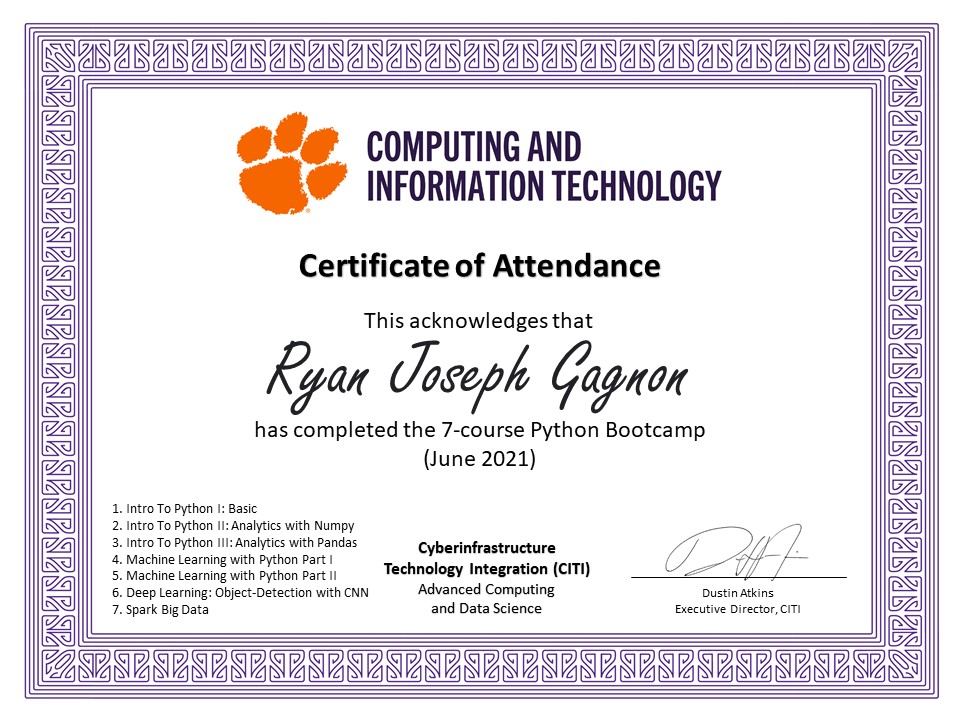 COMPUTING AND
INFORMATION TECHNOLOGY
Certificate of Attendance
This acknowledges that
Ryan Joseph Gagnon
has completed the 7-course Python Bootcamp
(June 2021)
1. Intro To Python I: Basic
2. Intro To Python II: Analytics with Numpy
3. Intro To Python III: Analytics with Pandas
4. Machine Learning with Python Part I
5. Machine Learning with Python Part II
6. Deep Learning: Object-Detection with CNN
7. Spark Big Data
Cyberinfrastructure
Technology Integration (CITI)
Advanced Computing
and Data Science
Dustin Atkins
Executive Director, CITI